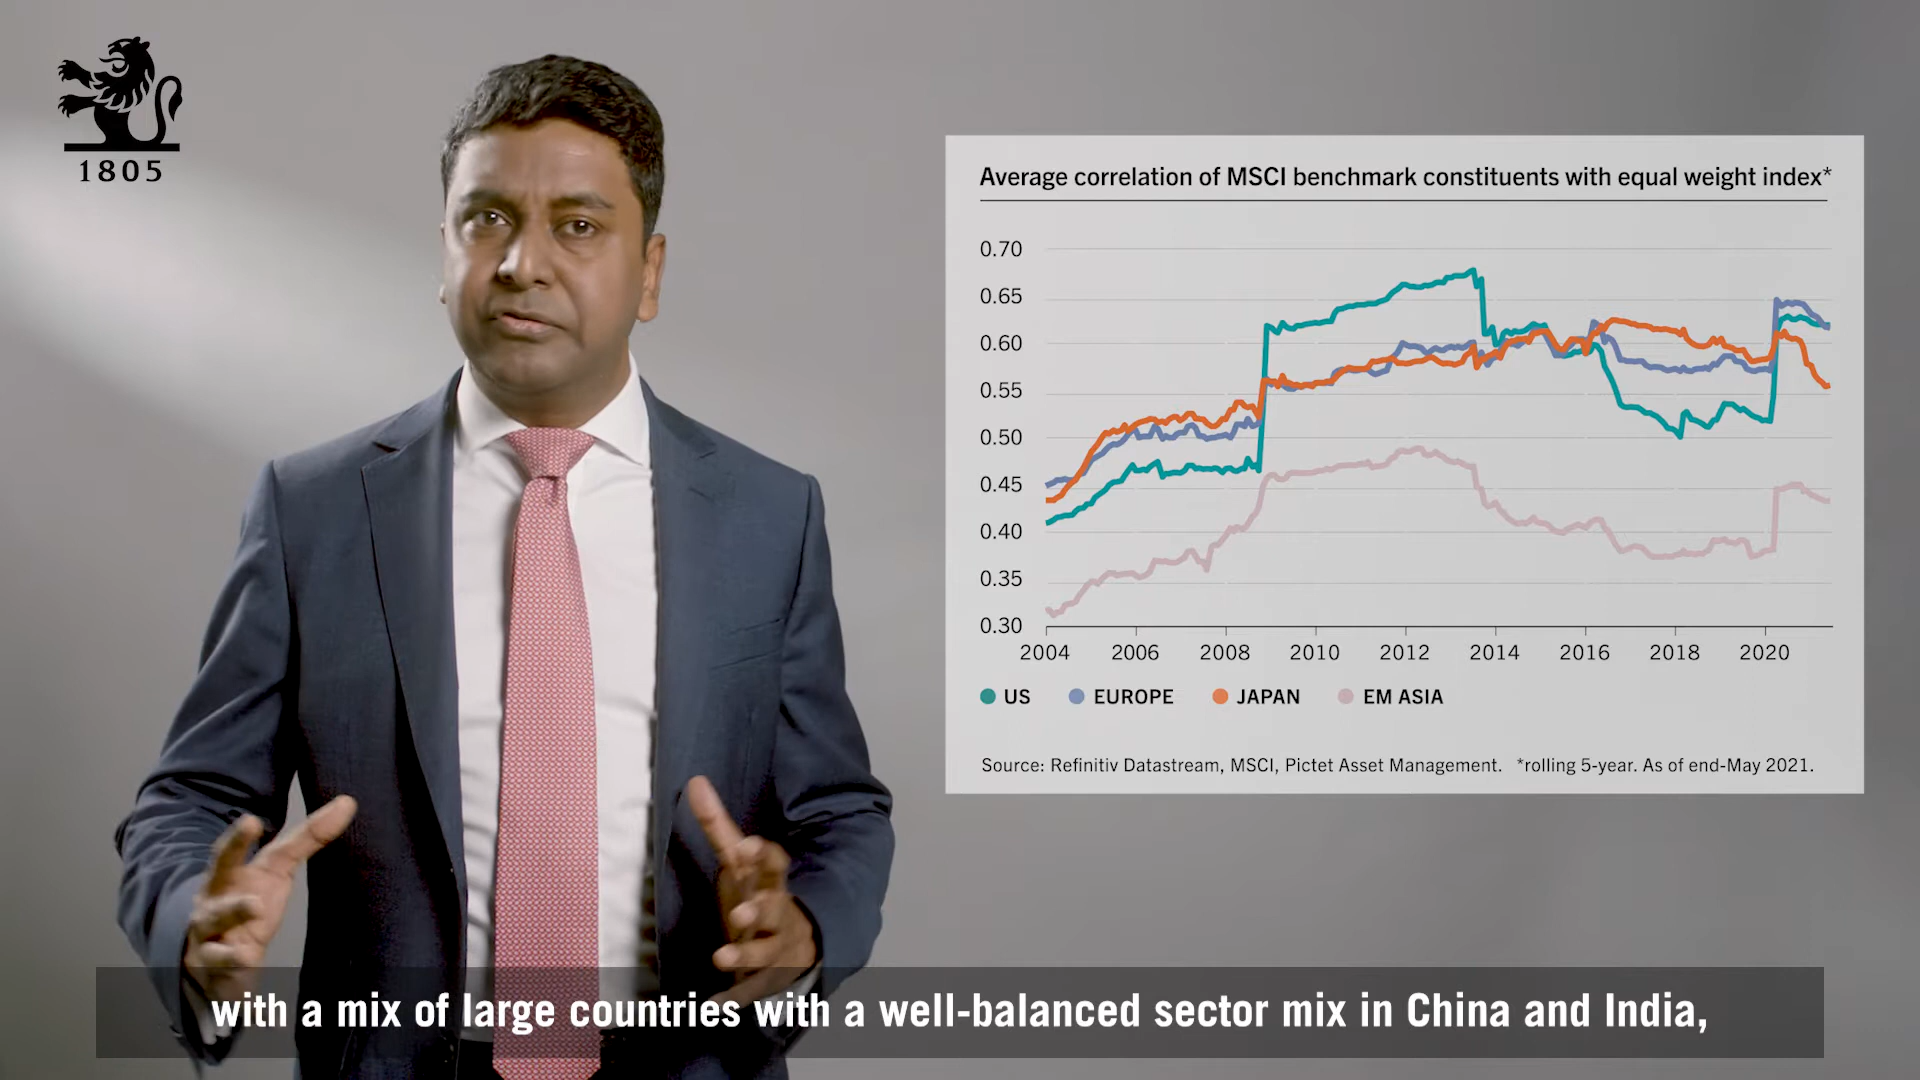 1805
Average correlation of MSCI benchmark constituents with equal weight index*
0.70
0.65
0.60
0.55
0.50
0.45
0.40
0.35
0.30
2004 2006 2008 2010 2012 2014 2016 2018 2020
US EUROPE JAPAN EM ASIA
Source: Refinitiv Datastream, MSCI, Pictet Asset Management. *rolling 5-year. As of end-May 2021.
with a mix of large countries with a well-balanced sector mix in China and India,